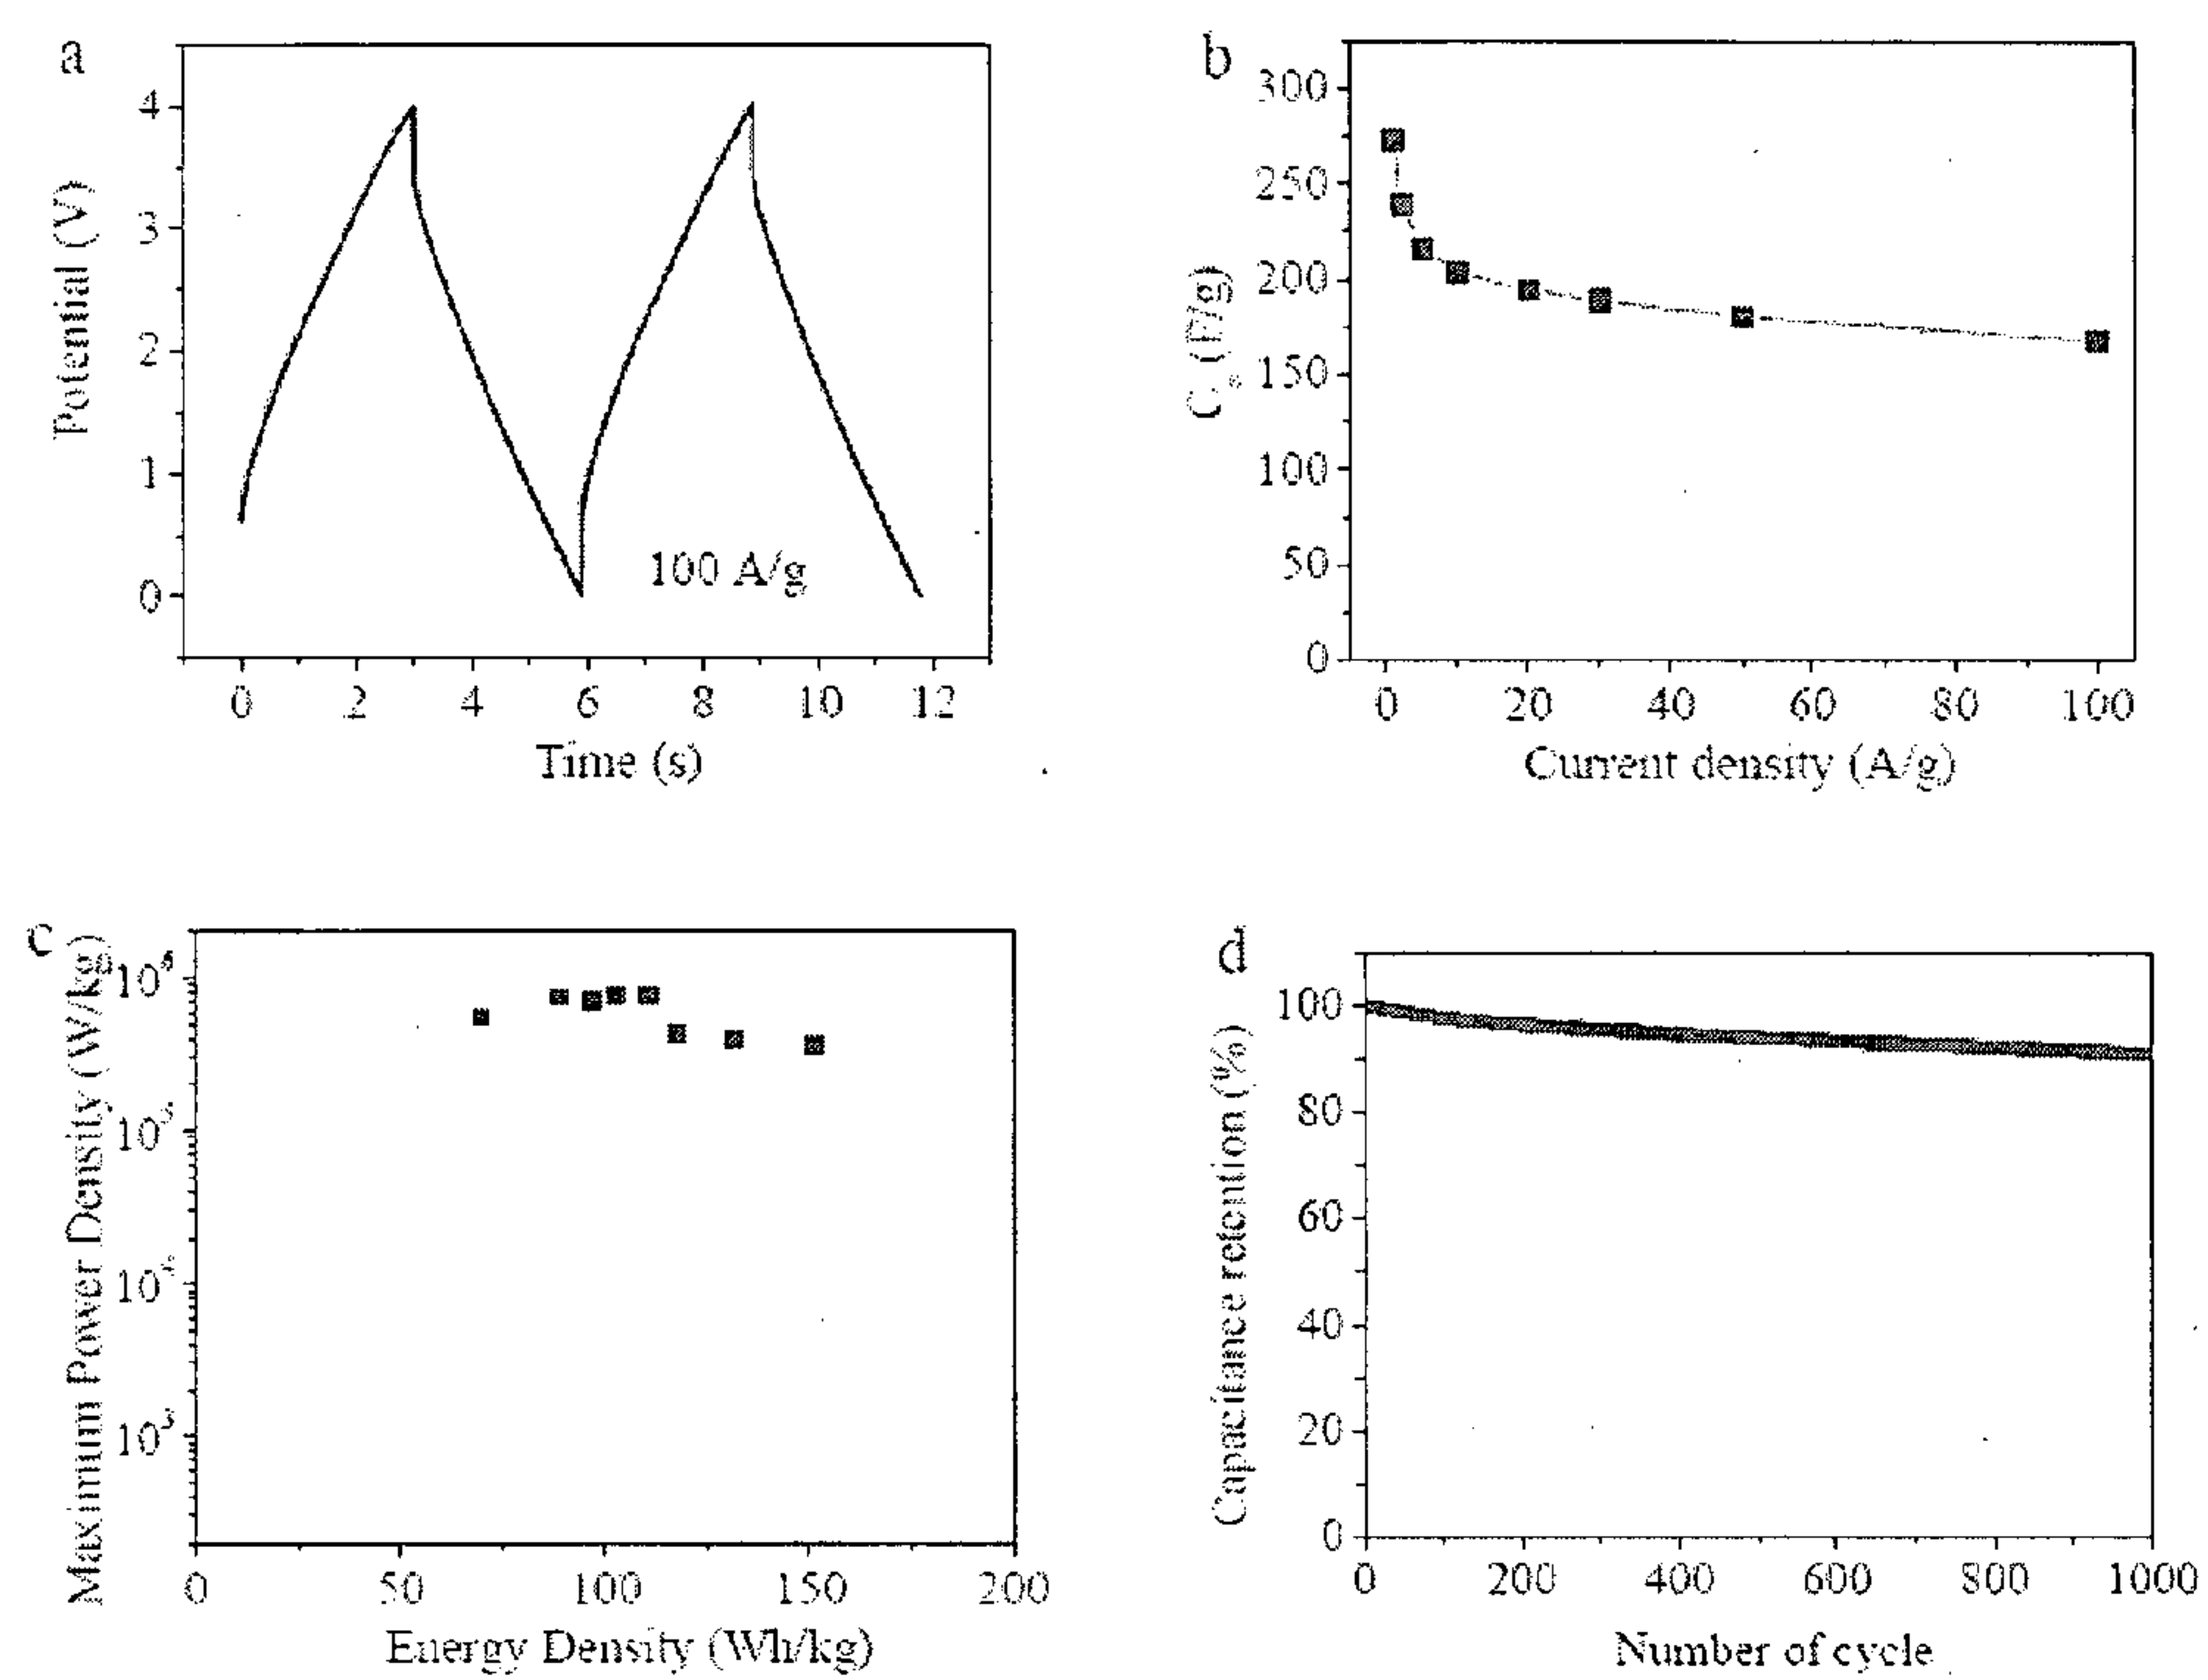 a
Potential (V)
4
3
2
1
0
100 A/g
0 2 4 6 8 10 12
Time (s)
b
(F/g)
300
250
200
150
100
50
0
0 20 40 60 80 100
Current density (A/g)
c
Maximum Power Density (W/kg)
0 50 100 150 200
Energy Density (Wh/kg)
d
Capacitane retention (%)
100
80
60
40
20
0
0 200 400 600 800 1000
Number of cycle